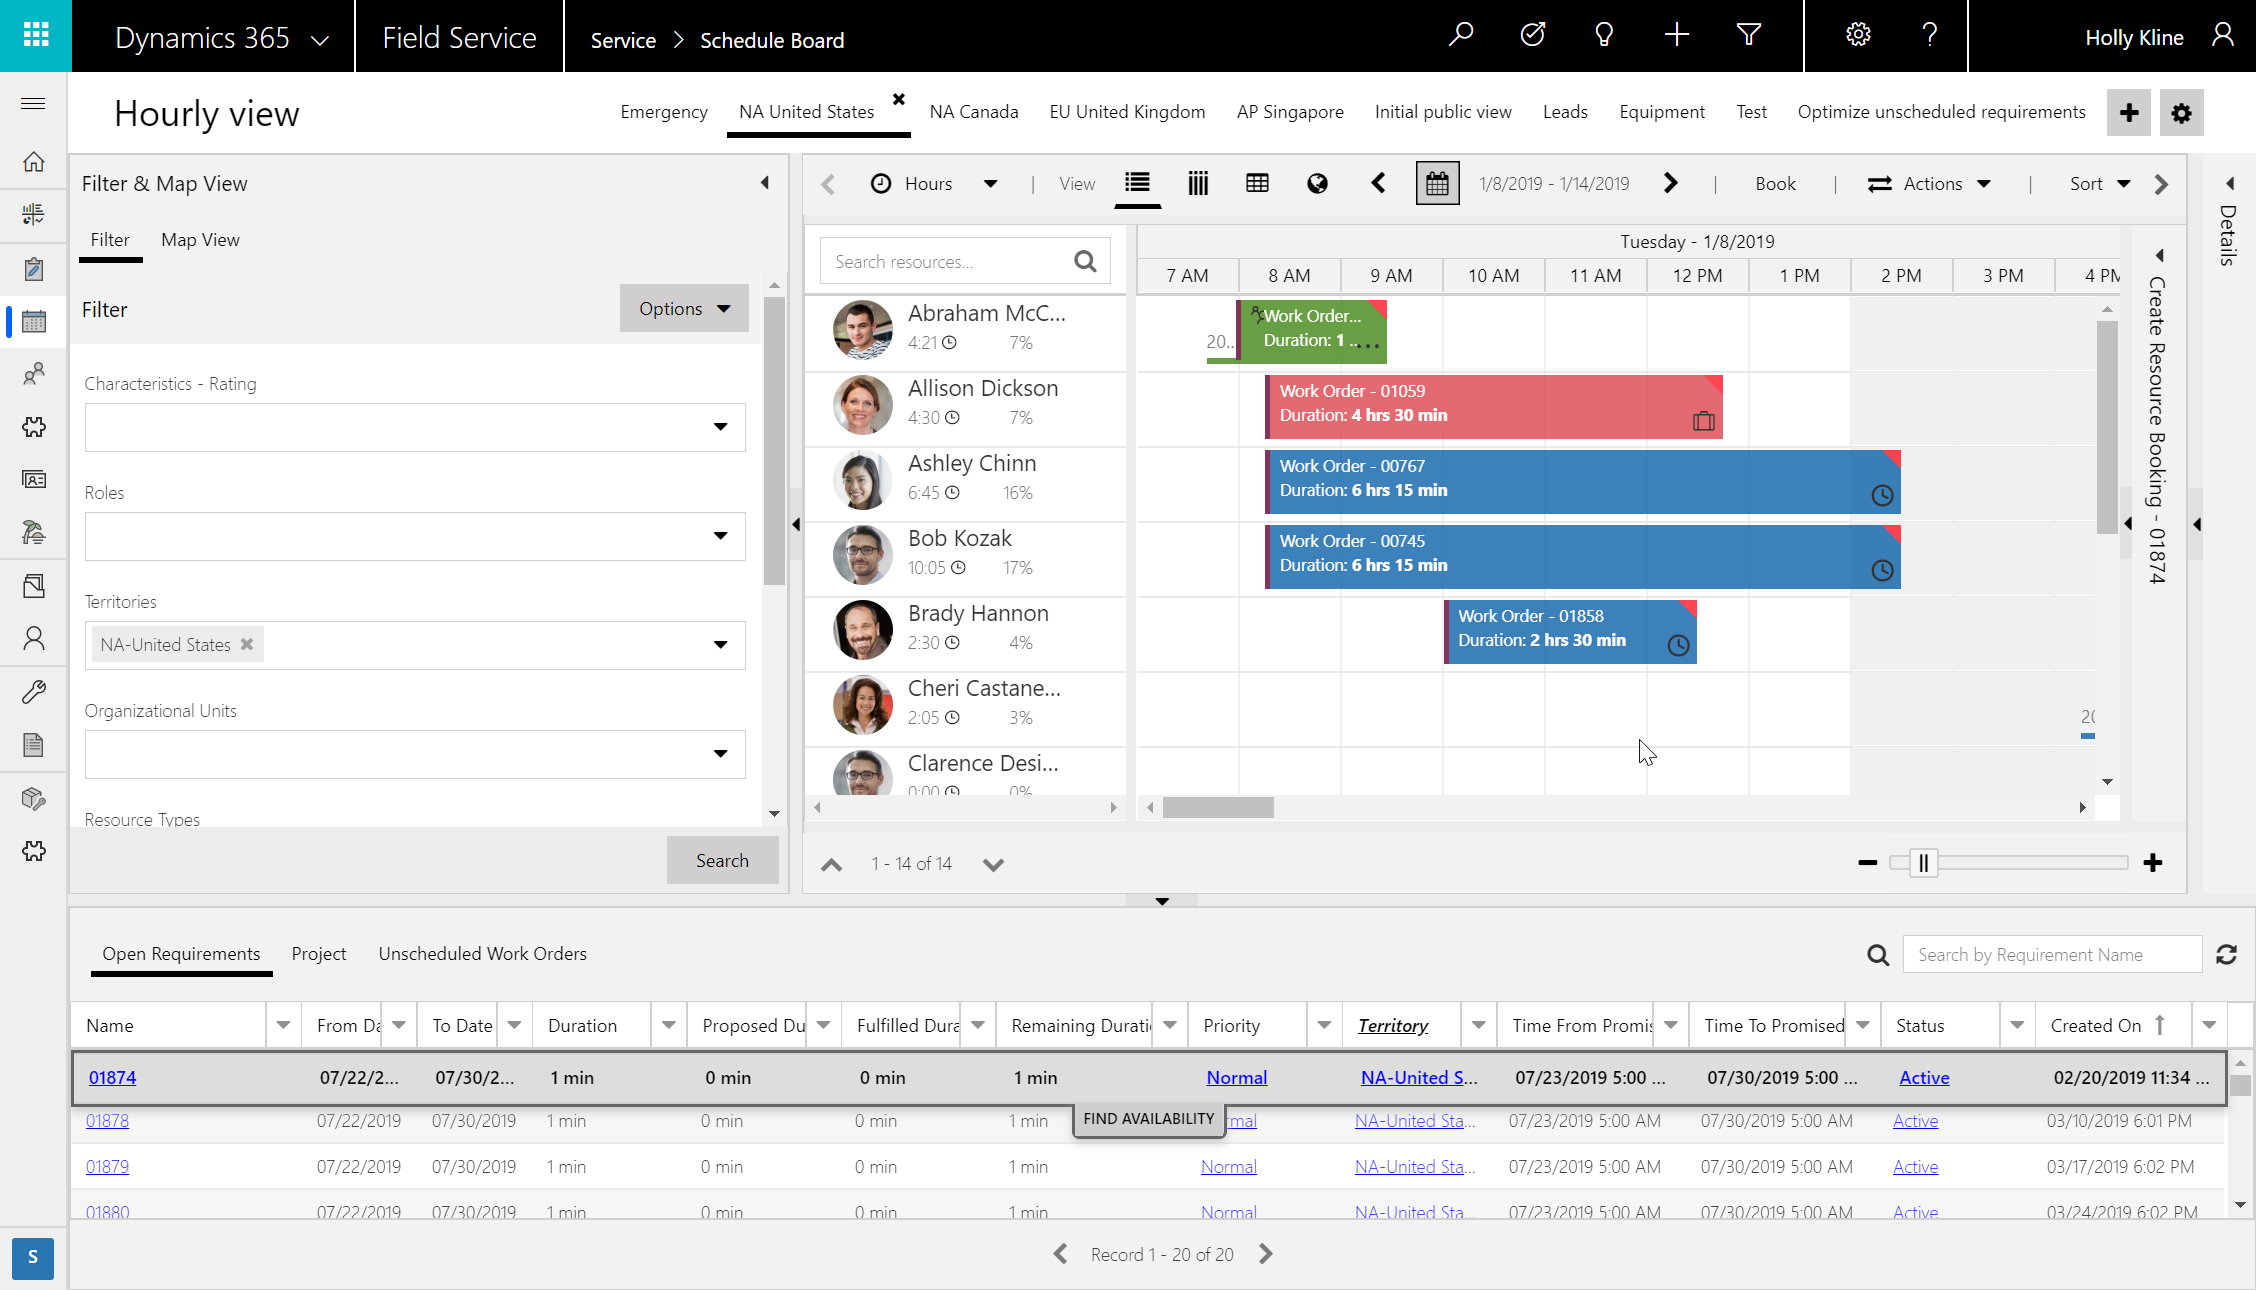 Dynamics 365
Field Service
Service > Schedule Board
Holly Kline
Hourly view
Emergency
NA United States
NA Canada
EU United Kingdom
AP Singapore
Initial public view
Leads
Equipment
Test
Optimize unscheduled requirements
Filter & Map View
Filter
Map View
Filter
Options
Characteristics - Rating
Roles
Territories
NA-United States
Organizational Units
Resource Types
Search
Hours
View
1/8/2019 - 1/14/2019
Book
Actions
Sort
Search resources...
Tuesday - 1/8/2019
7 AM
8 AM
9 AM
10 AM
11 AM
12 PM
1 PM
2 PM
3 PM
4 PM
Abraham McC...
4:21
7%
20..
Work Order...
Duration: 1 ...
Allison Dickson
4:30
7%
Work Order - 01059
Duration: 4 hrs 30 min
Ashley Chinn
6:45
16%
Work Order - 00767
Duration: 6 hrs 15 min
Bob Kozak
10:05
17%
Work Order - 00745
Duration: 6 hrs 15 min
Brady Hannon
2:30
4%
Work Order - 01858
Duration: 2 hrs 30 min
Cheri Castane...
2:05
3%
Clarence Desi...
0:00
0%
1 - 14 of 14
Create Resource Booking - 01874
Details
Open Requirements
Project
Unscheduled Work Orders
Search by Requirement Name
Name
From Da
To Date
Duration
Proposed Du
Fulfilled Dura
Remaining Durati
Priority
Territory
Time From Promis
Time To Promised
Status
Created On
01874 07/22/2... 07/30/2... 1 min 0 min 0 min 1 min Normal NA-United S... 07/23/2019 5:00 ... 07/30/2019 5:00 ... Active 02/20/2019 11:34 ...
FIND AVAILABILITY
01878 07/22/2019 07/30/2019 1 min 0 min 0 min 1 min rmal NA-United Sta... 07/23/2019 5:00 AM 07/30/2019 5:00 AM Active 03/10/2019 6:01 PM
01879 07/22/2019 07/30/2019 1 min 0 min 0 min 1 min Normal NA-United Sta... 07/23/2019 5:00 AM 07/30/2019 5:00 AM Active 03/17/2019 6:02 PM
01880 07/22/2019 07/30/2019 1 min 0 min 0 min 1 min Normal NA-United Sta... 07/23/2019 5:00 AM 07/30/2019 5:00 AM Active 03/24/2019 6:02 PM
S
Record 1 - 20 of 20